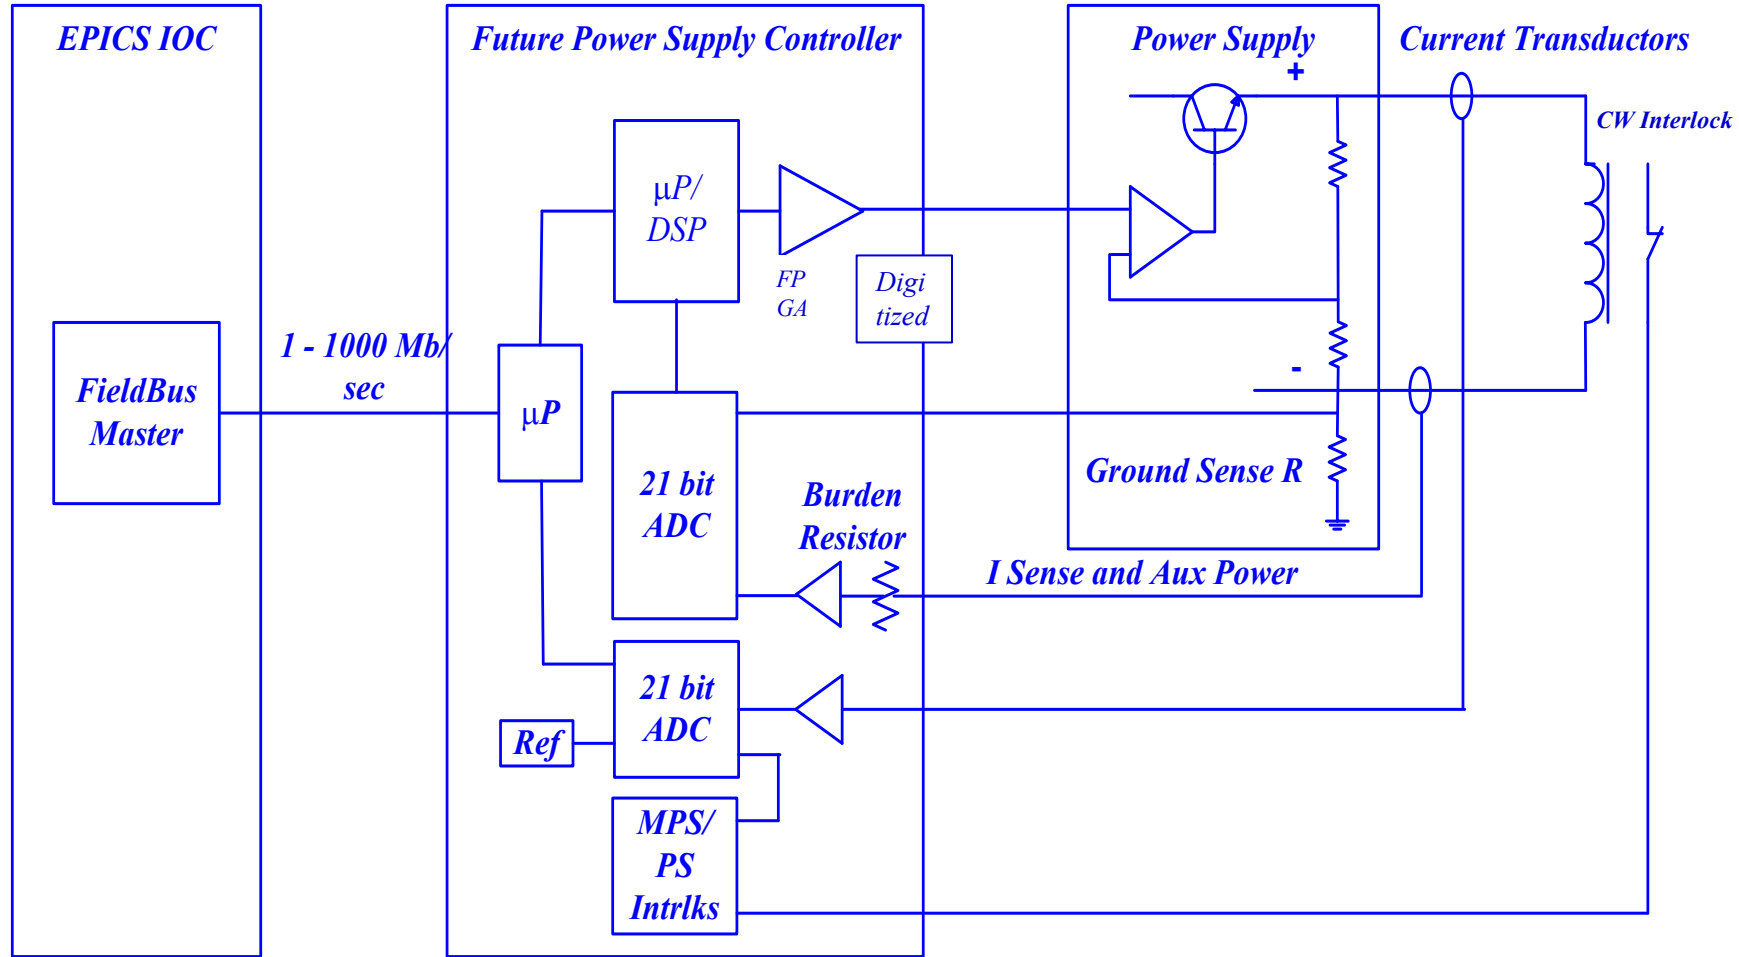 EPICS IOC
Future Power Supply Controller
Power Supply
Current Transductors
+
CW Interlock
µP/
DSP
FP
GA
Digi
tized
1 - 1000 Mb/
sec
FieldBus
Master
µP
-
21 bit
ADC
Burden
Resistor
Ground Sense R
I Sense and Aux Power
21 bit
ADC
Ref
MPS/
PS
Intrlks